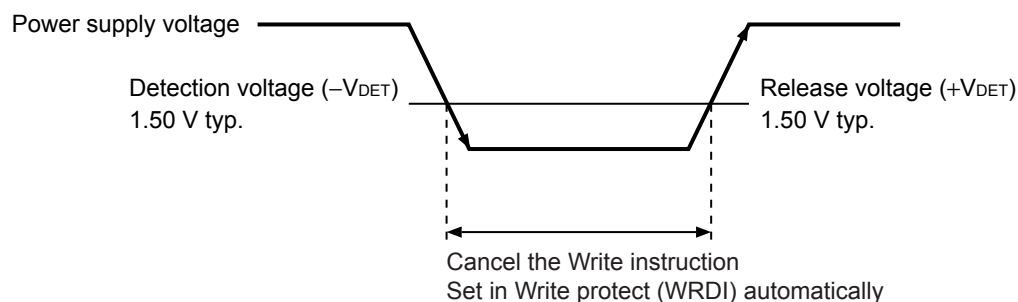 Power supply voltage
Detection voltage (−VDET)
1.50 V typ.
Release voltage (+VDET)
1.50 V typ.
Cancel the Write instruction
Set in Write protect (WRDI) automatically